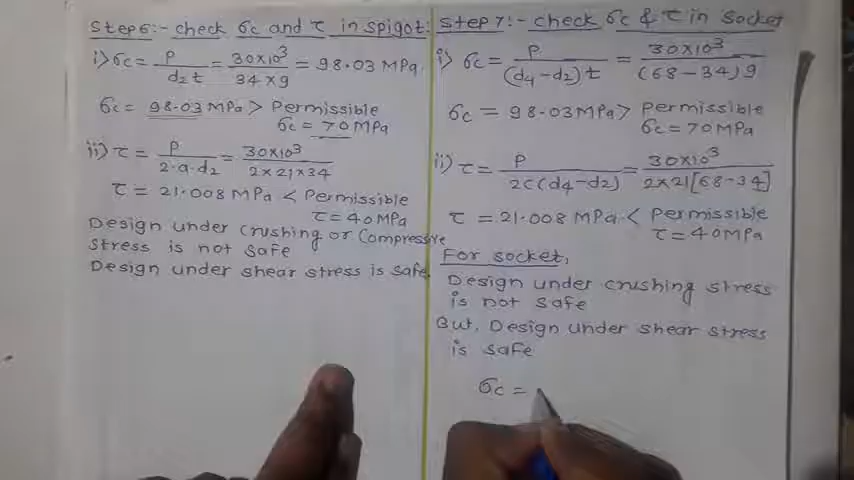 Step 6:- check σc and τ in spigot:
i) σc = P / d2 t = 30×10³ / 34×9 = 98.03 MPa.
σc = 98.03 MPa > Permissible
σc = 70 MPa
ii) τ = P / 2·a·d2 = 30×10³ / 2×21×34
τ = 21.008 MPa < Permissible
τ = 40 MPa
Design under crushing or compressive
stress is not safe
Design under shear stress is safe.
Step 7:- check σc & τ in socket
i) σc = P / (d4-d2) t = 30×10³ / (68-34) 9
σc = 98.03 MPa > Permissible
σc = 70 MPa
ii) τ = P / 2c(d4-d2) = 30×10³ / 2×21[68-34]
τ = 21.008 MPa < Permissible
τ = 40 MPa
For socket,
Design under crushing stress
is not safe
But, Design under shear stress
is safe
σc =